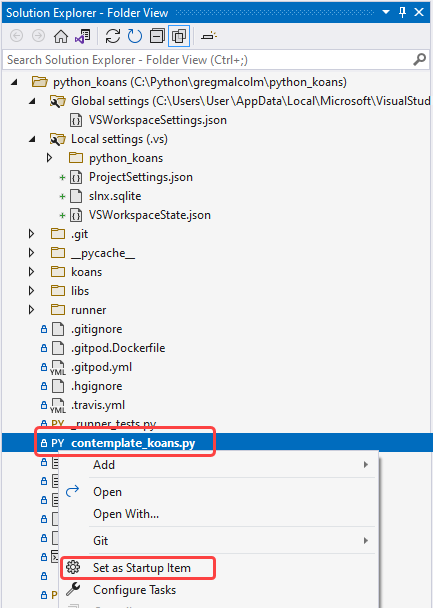 Solution Explorer - Folder View
Search Solution Explorer - Folder View (Ctrl+;)
python_koans (C:\Python\gregmalcolm\python_koans)
Global settings (C:\Users\User\AppData\Local\Microsoft\VisualStud
VSWorkspaceSettings.json
Local settings (.vs)
python_koans
ProjectSettings.json
slnx.sqlite
VSWorkspaceState.json
.git
__pycache__
koans
libs
runner
.gitignore
.gitpod.Dockerfile
YML .gitpod.yml
.hgignore
YML .travis.yml
PY _runner_tests.py
PY contemplate_koans.py
Add
Open
Open With...
Git
Set as Startup Item
Configure Tasks